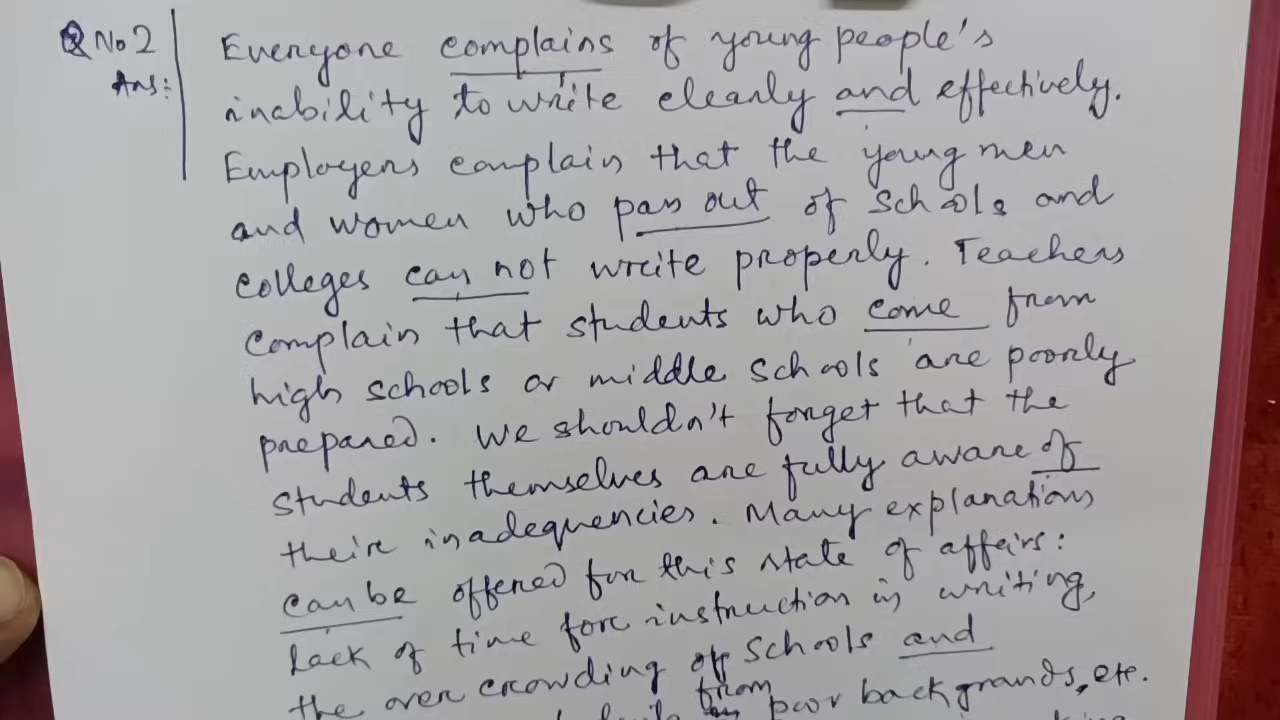 Q No 2
Ans:
Everyone complains of young people's
inability to write clearly and effectively.
Employers complain that the young men
and women who pass out of schools and
colleges can not write properly. Teachers
complain that students who come from
high schools or middle schools are poorly
prepared. We shouldn't forget that the
students themselves are fully aware of
their inadequencies. Many explanations
can be offered for this state of affairs:
lack of time for instruction in writing,
the over crowding of schools and
from poor backgrands, etc.